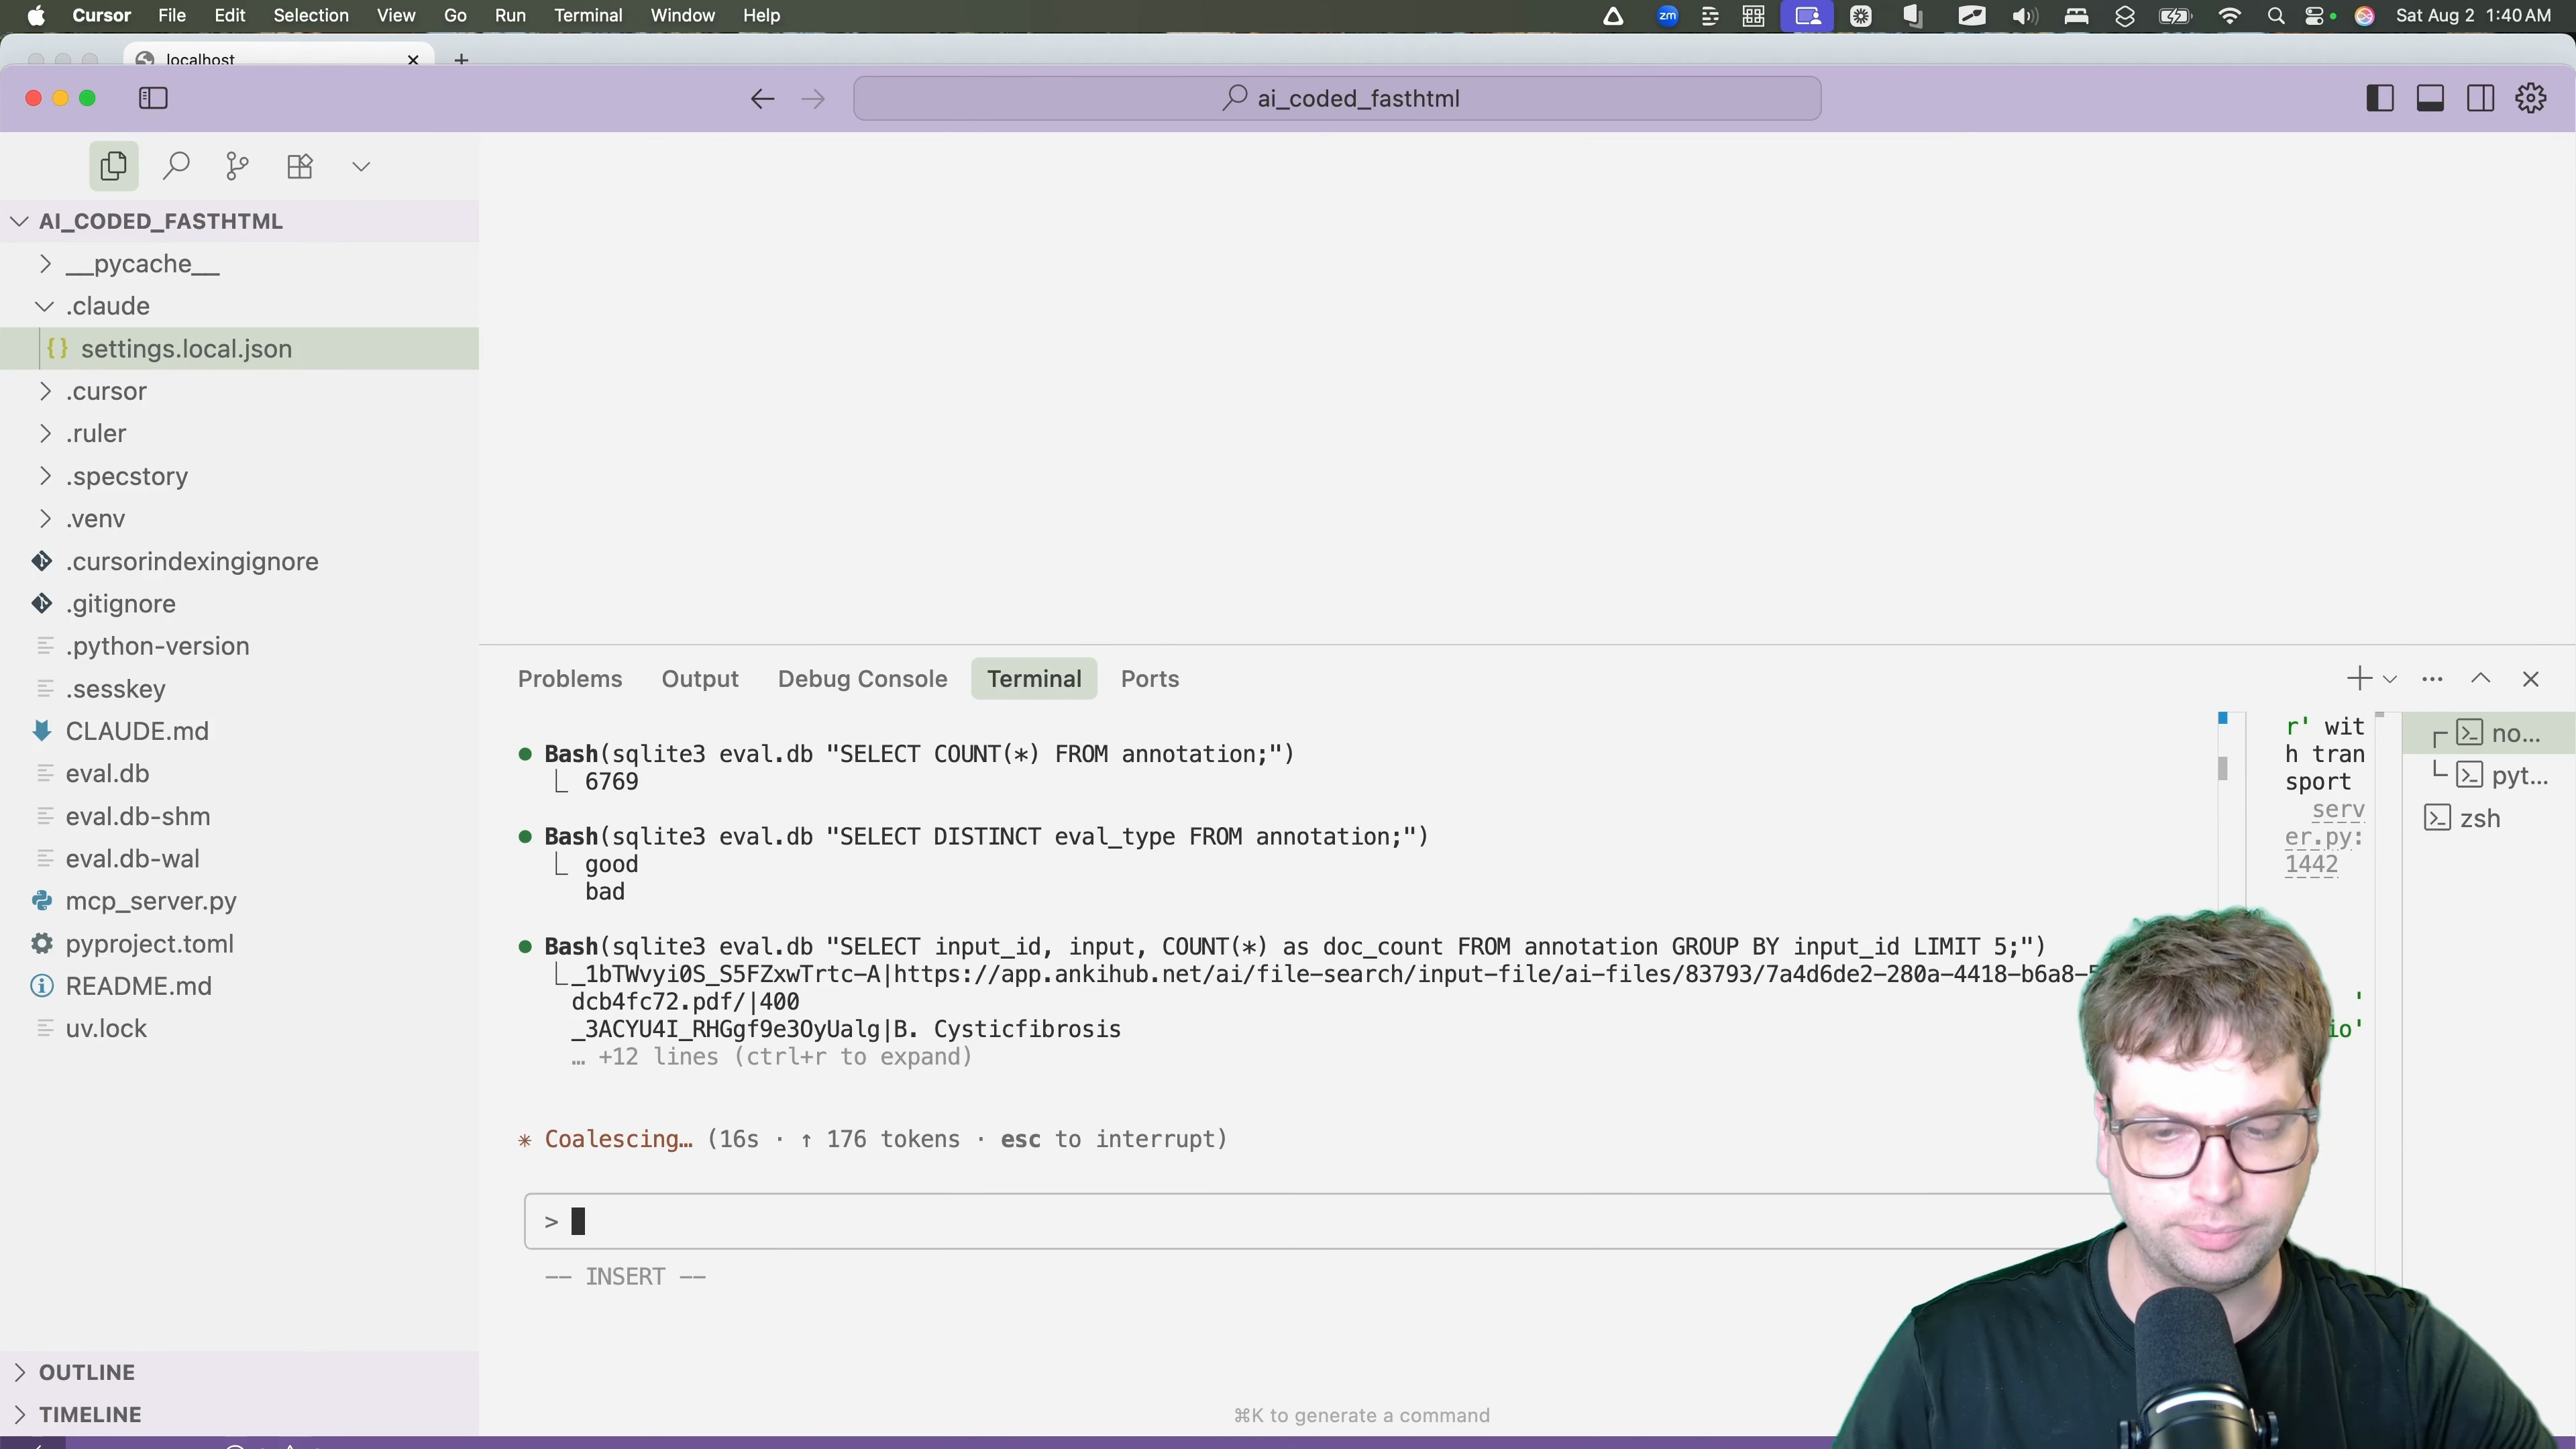 Cursor File Edit Selection View Go Run Terminal Window Help
zm
Sat Aug 2 1:40 AM
localhost
ai_coded_fasthtml
AI_CODED_FASTHTML
__pycache__
.claude
{} settings.local.json
.cursor
.ruler
.specstory
.venv
.cursorindexingignore
.gitignore
.python-version
.sesskey
CLAUDE.md
eval.db
eval.db-shm
eval.db-wal
mcp_server.py
pyproject.toml
README.md
uv.lock
OUTLINE
TIMELINE
Problems Output Debug Console Terminal Ports
Bash(sqlite3 eval.db "SELECT COUNT(*) FROM annotation;")
6769
Bash(sqlite3 eval.db "SELECT DISTINCT eval_type FROM annotation;")
good
bad
Bash(sqlite3 eval.db "SELECT input_id, input, COUNT(*) as doc_count FROM annotation GROUP BY input_id LIMIT 5;")
_1bTWvyi0S_S5FZxwTrtc-A|https://app.ankihub.net/ai/file-search/input-file/ai-files/83793/7a4d6de2-280a-4418-b6a8-
dcb4fc72.pdf/|400
_3ACYU4I_RHGgf9e3OyUalg|B. Cysticfibrosis
… +12 lines (ctrl+r to expand)
✳ Coalescing… (16s · ↑ 176 tokens · esc to interrupt)
>
-- INSERT --
⌘K to generate a command
r' wit
h tran
sport
serv
er.py:
1442
'
io'
no...
pyt...
zsh